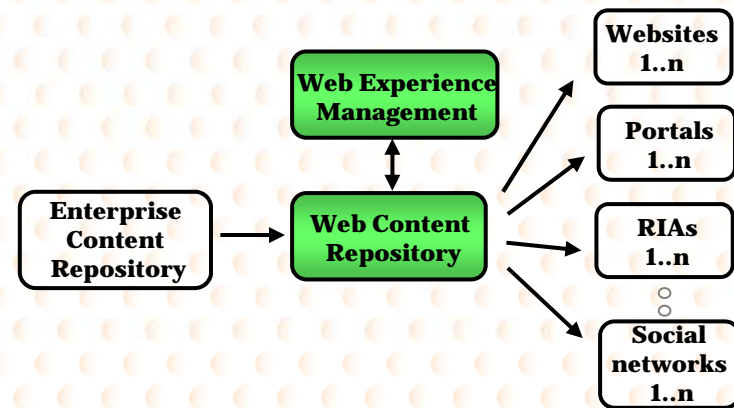 Websites
1..n
Web Experience
Management
Portals
1..n
Enterprise
Content
Repository
Web Content
Repository
RIAs
1..n
Social
networks
1..n